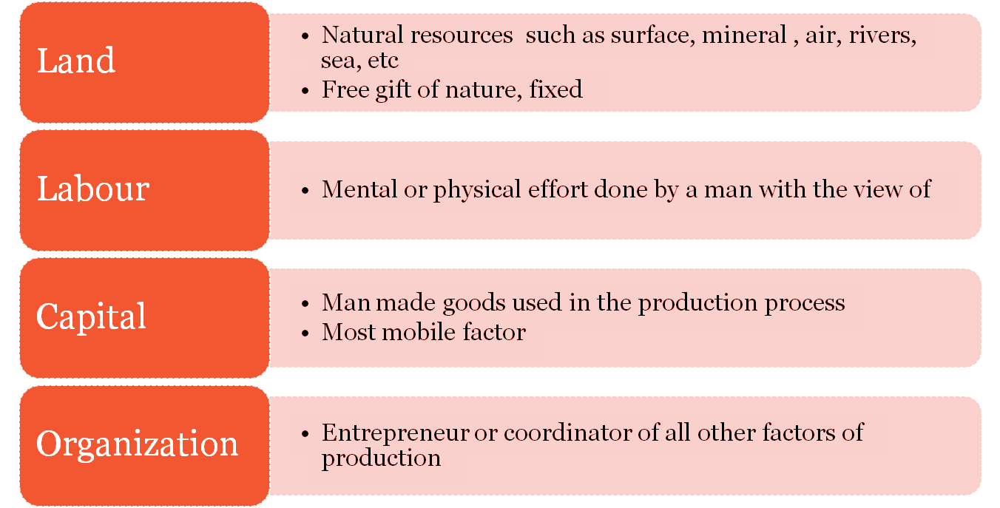 Land
• Natural resources  such as surface, mineral , air, rivers,
sea, etc
• Free gift of nature, fixed
Labour
• Mental or physical effort done by a man with the view of
Capital
• Man made goods used in the production process
• Most mobile factor
Organization
• Entrepreneur or coordinator of all other factors of
production